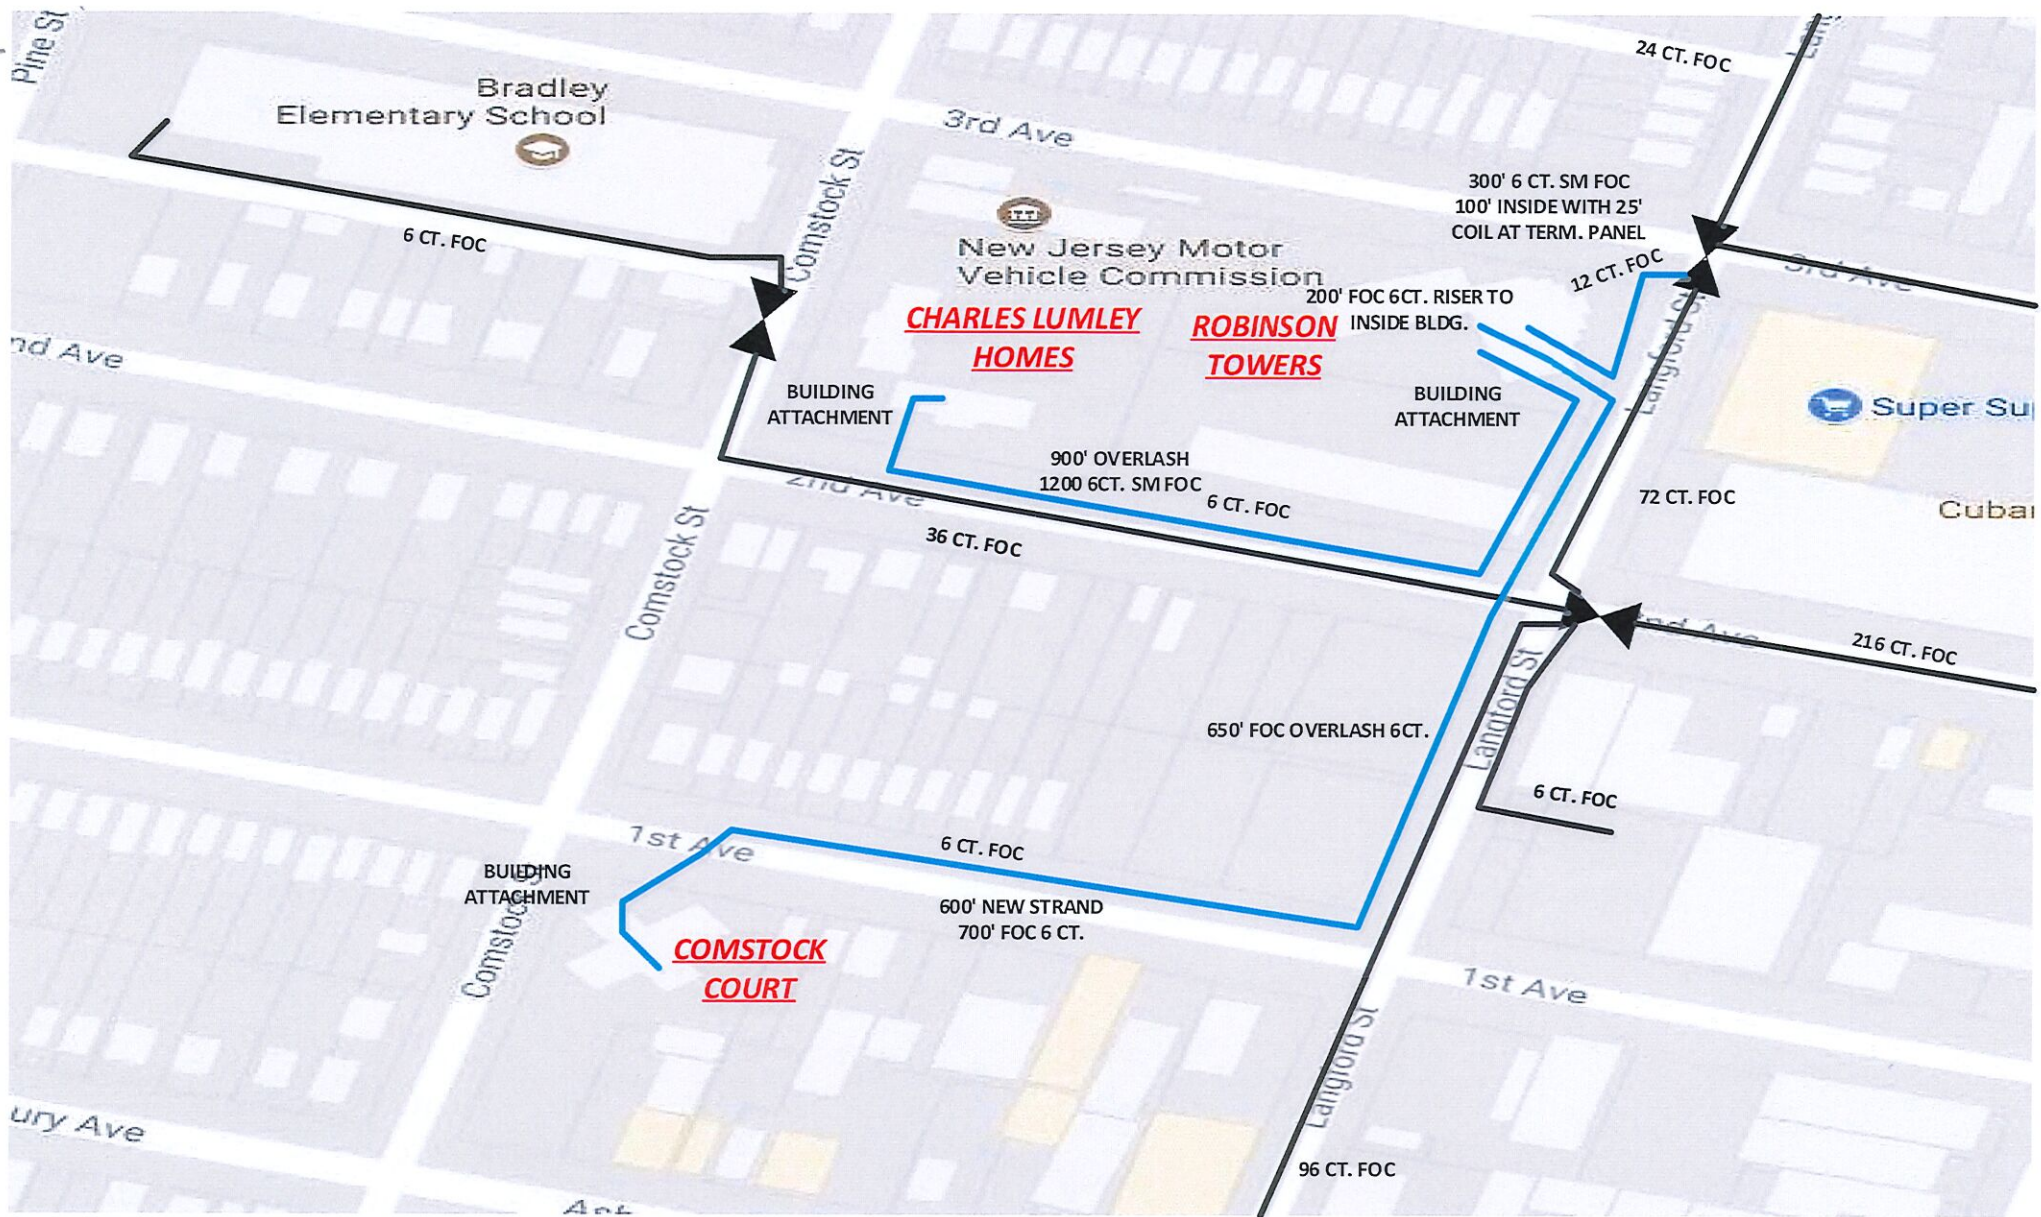 Pine St
24 CT. FOC
Bradley
Elementary School
3rd Ave
Comstock St
300' 6 CT. SM FOC
100' INSIDE WITH 25'
COIL AT TERM. PANEL
6 CT. FOC
New Jersey Motor
Vehicle Commission
12 CT. FOC
3rd Ave
200' FOC 6CT. RISER TO
INSIDE BLDG.
CHARLES LUMLEY
HOMES
ROBINSON
TOWERS
Langford St
nd Ave
BUILDING
ATTACHMENT
BUILDING
ATTACHMENT
Super Su
900' OVERLASH
1200 6CT. SM FOC
6 CT. FOC
2nd Ave
72 CT. FOC
Cuba
36 CT. FOC
Comstock St
nd Ave
216 CT. FOC
Langford St
650' FOC OVERLASH 6CT.
6 CT. FOC
1st Ave
6 CT. FOC
BUILDING
ATTACHMENT
Comstock S
600' NEW STRAND
700' FOC 6 CT.
COMSTOCK
COURT
1st Ave
Langford St
ury Ave
96 CT. FOC